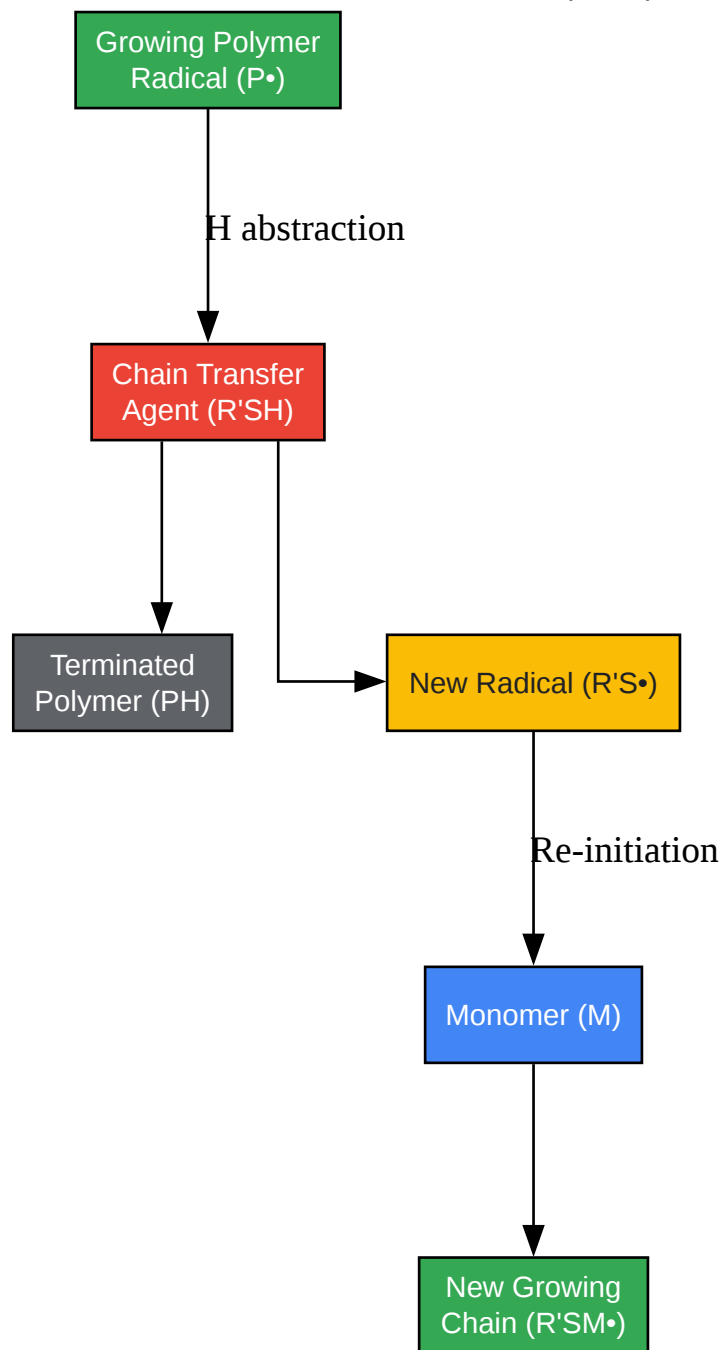 Growing Polymer
Radical (P•)
H abstraction
Chain Transfer
Agent (R'SH)
Terminated
Polymer (PH)
New Radical (R'S•)
Re-initiation
Monomer (M)
New Growing
Chain (R'SM•)